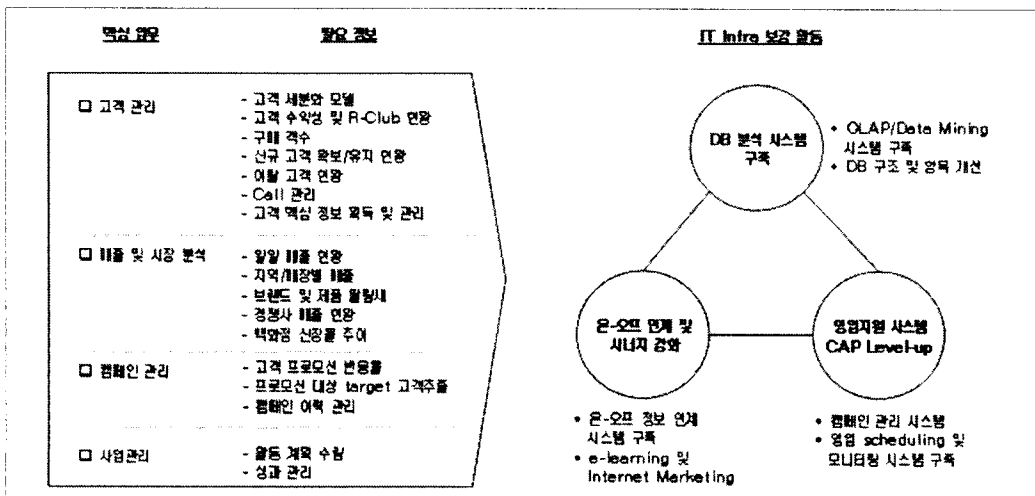 핵심 업무
필요 정보
IT Infra 보강 활동
□ 고객 관리
- 고객 세분화 모델
- 고객 수익성 및 R-Club 현황
- 구매 객수
- 신규 고객 확보/유지 현황
- 이탈 고객 현황
- Call 관리
- 고객 핵심 정보 획득 및 관리
□ 매출 및 시장 분석
- 일일 매출 현황
- 지역/매장별 매출
- 브랜드 및 제품 팔림새
- 경쟁사 매출 현황
- 백화점 신장률 추이
□ 캠페인 관리
- 고객 프로모션 반응률
- 프로모션 대상 target 고객추출
- 캠페인 이력 관리
□ 사업관리
- 활동 계획 수립
- 성과 관리
DB 분석 시스템
구축
• OLAP/Data Mining
시스템 구축
• DB 구조 및 항목 개선
온-오프 연계 및
시너지 강화
• 온-오프 정보 연계
시스템 구축
• e-learning 및
Internet Marketing
영업지원 시스템
CAP Level-up
• 캠페인 관리 시스템
• 영업 scheduling 및
모니터링 시스템 구축